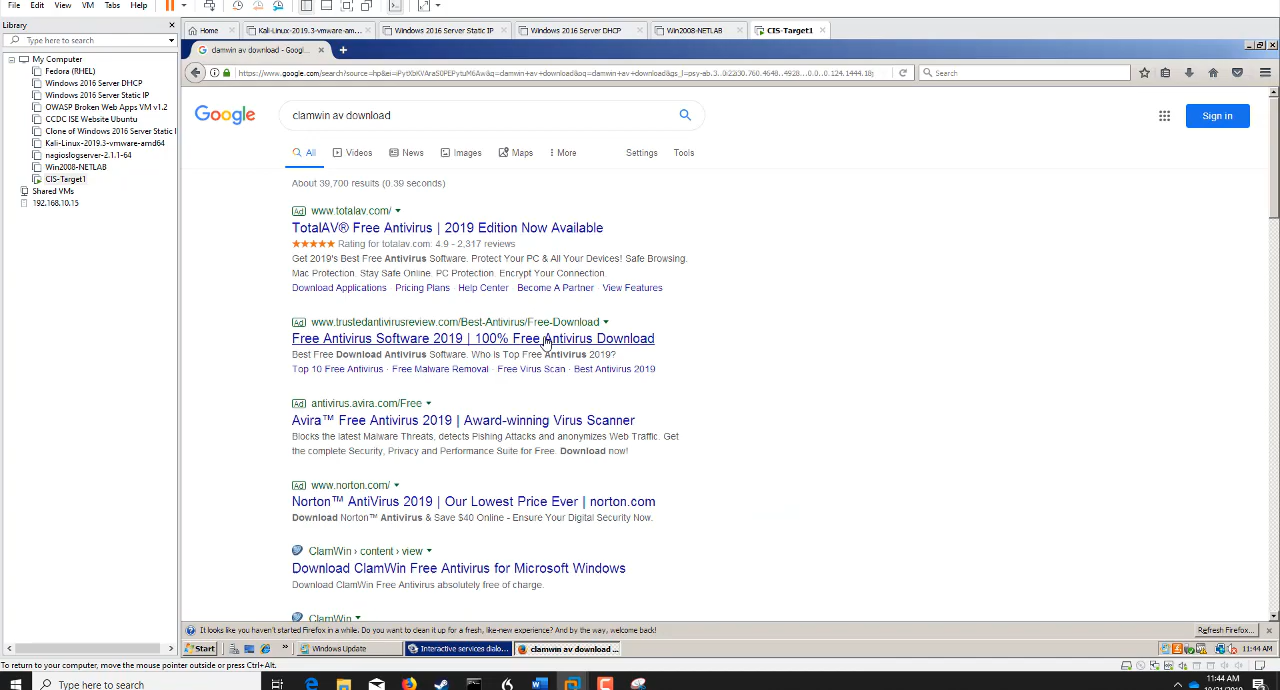 File Edit View VM Tabs Help
Library
Type here to search
My Computer
Fedora (RHEL)
Windows 2016 Server DHCP
Windows 2016 Server Static IP
OWASP Broken Web Apps VM v1.2
CCDC ISE Website Ubuntu
Clone of Windows 2016 Server Static I
Kali-Linux-2019.3-vmware-amd64
nagioslogserver-2.1.1-64
Win2008-NETLAB
CIS-Target1
Shared VMs
192.168.10.15
Home Kali-Linux-2019.3-vmware-am... Windows 2016 Server Static IP Windows 2016 Server DHCP Win2008-NETLAB CIS-Target1
clamwin av download - Googl...
Search
Google
clamwin av download
Sign in
All Videos News Images Maps More Settings Tools
About 39,700 results (0.39 seconds)
Ad www.totalav.com/
TotalAV® Free Antivirus | 2019 Edition Now Available
Rating for totalav.com: 4.9 - 2,317 reviews
Get 2019's Best Free Antivirus Software. Protect Your PC & All Your Devices! Safe Browsing.
Mac Protection. Stay Safe Online. PC Protection. Encrypt Your Connection.
Download Applications · Pricing Plans · Help Center · Become A Partner · View Features
Ad www.trustedantivirusreview.com/Best-Antivirus/Free-Download
Free Antivirus Software 2019 | 100% Free Antivirus Download
Best Free Download Antivirus Software. Who is Top Free Antivirus 2019?
Top 10 Free Antivirus · Free Malware Removal · Free Virus Scan · Best Antivirus 2019
Ad antivirus.avira.com/Free
Avira™ Free Antivirus 2019 | Award-winning Virus Scanner
Blocks the latest Malware Threats, detects Pishing Attacks and anonymizes Web Traffic. Get
the complete Security, Privacy and Performance Suite for Free. Download now!
Ad www.norton.com/
Norton™ AntiVirus 2019 | Our Lowest Price Ever | norton.com
Download Norton™ Antivirus & Save $40 Online - Ensure Your Digital Security Now.
ClamWin › content › view
Download ClamWin Free Antivirus for Microsoft Windows
Download ClamWin Free Antivirus absolutely free of charge.
ClamWin
It looks like you haven't started Firefox in a while. Do you want to clean it up for a fresh, like-new experience? And by the way, welcome back!
Refresh Firefox...
Start Windows Update Interactive services dialo... clamwin av download ... 11:44 AM
To return to your computer, move the mouse pointer outside or press Ctrl+Alt.
Type here to search
11:44 AM